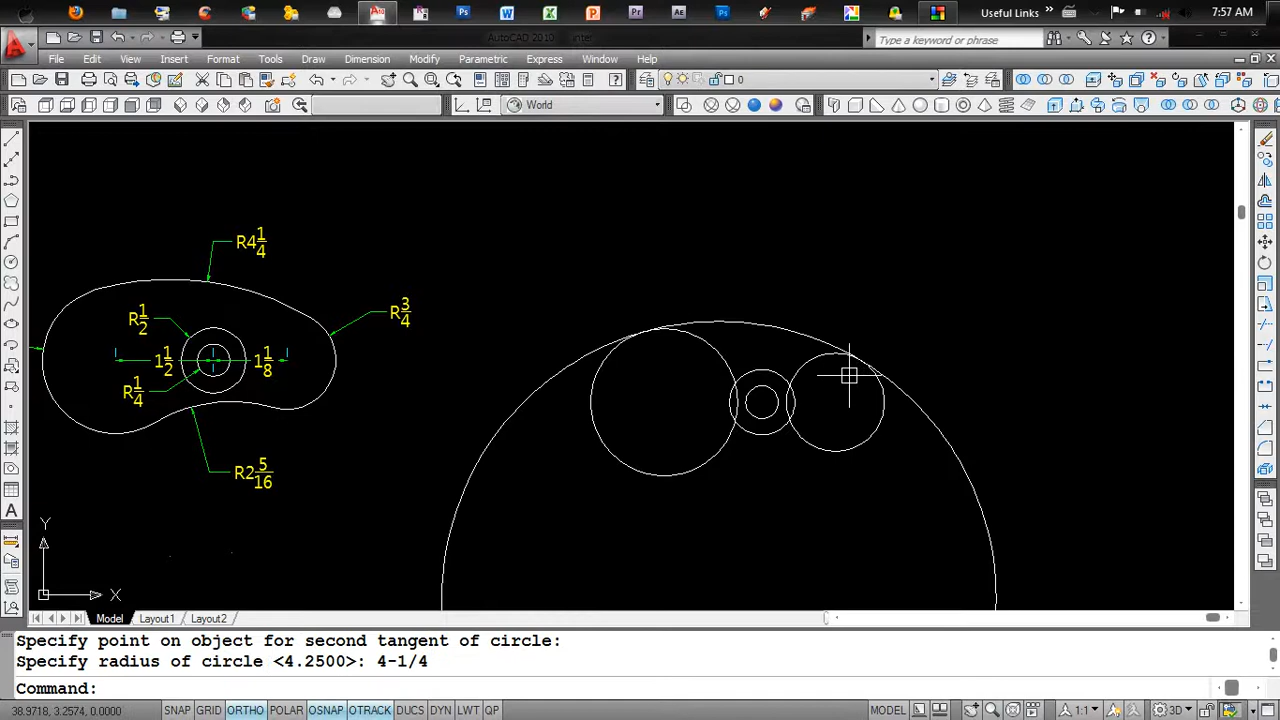 Useful Links
7:57 AM
AutoCAD 2010
Type a keyword or phrase
File Edit View Insert Format Tools Draw Dimension Modify Parametric Express Window Help
0
World
R4 1/4
R 1/2
R 3/4
1 1/2
1 1/8
R 1/4
R2 5/16
Y
X
Model Layout1 Layout2
Specify point on object for second tangent of circle:
Specify radius of circle <4.2500>: 4-1/4
Command:
38.9718, 3.2574, 0.0000 SNAP GRID ORTHO POLAR OSNAP OTRACK DUCS DYN LWT QP MODEL 1:1 3D